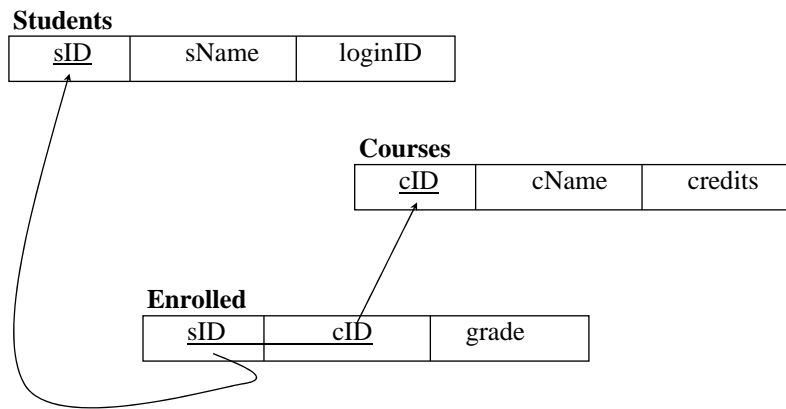 Students
sID sName loginID
Courses
cID cName credits
Enrolled
sID cID grade